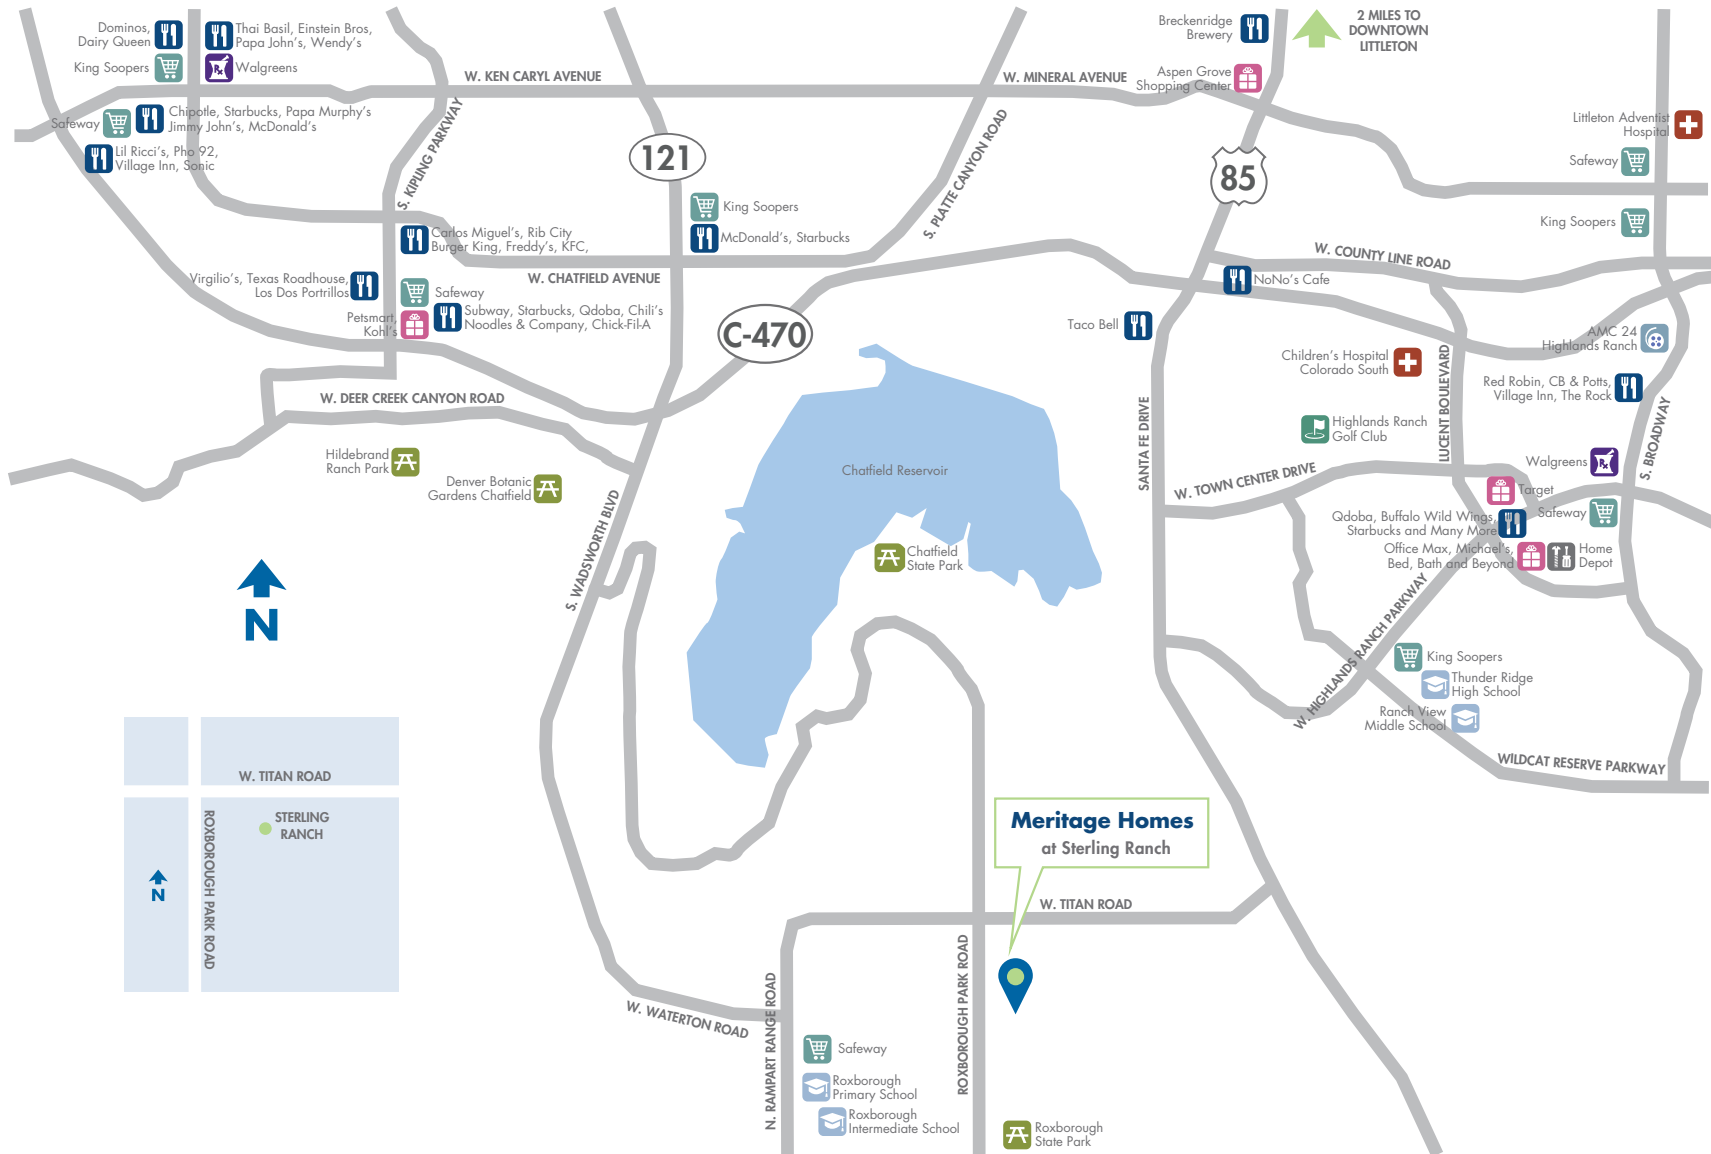 Dominos,
Dairy Queen
Thai Basil, Einstein Bros,
Papa John's, Wendy's
King Soopers
Walgreens
Safeway
Chipotle, Starbucks, Papa Murphy's
Jimmy John's, McDonald's
Lil Ricci's, Pho 92,
Village Inn, Sonic
W. KEN CARYL AVENUE
W. MINERAL AVENUE
S. KIPLING PARKWAY
121
S. PLATTE CANYON ROAD
Breckenridge
Brewery
2 MILES TO
DOWNTOWN
LITTLETON
Aspen Grove
Shopping Center
85
Littleton Adventist
Hospital
Safeway
King Soopers
King Soopers
McDonald's, Starbucks
Carlos Miguel's, Rib City
Burger King, Freddy's, KFC,
W. CHATFIELD AVENUE
Virgilio's, Texas Roadhouse,
Los Dos Portrillos
Safeway
Petsmart,
Kohl's
Subway, Starbucks, Qdoba, Chili's
Noodles & Company, Chick-Fil-A
C-470
W. COUNTY LINE ROAD
NoNo's Cafe
Taco Bell
AMC 24
Highlands Ranch
Children's Hospital
Colorado South
LUCENT BOULEVARD
Red Robin, CB & Potts,
Village Inn, The Rock
S. BROADWAY
W. DEER CREEK CANYON ROAD
Hildebrand
Ranch Park
Denver Botanic
Gardens Chatfield
Chatfield Reservoir
SANTA FE DRIVE
Highlands Ranch
Golf Club
Walgreens
W. TOWN CENTER DRIVE
Target
Safeway
Qdoba, Buffalo Wild Wings,
Starbucks and Many More
Office Max, Michael's,
Bed, Bath and Beyond
Home
Depot
S. WADSWORTH BLVD
Chatfield
State Park
N
W. HIGHLANDS RANCH PARKWAY
King Soopers
Thunder Ridge
High School
Ranch View
Middle School
WILDCAT RESERVE PARKWAY
W. TITAN ROAD
STERLING
RANCH
ROXBOROUGH PARK ROAD
N
Meritage Homes
at Sterling Ranch
W. TITAN ROAD
ROXBOROUGH PARK ROAD
N. RAMPART RANGE ROAD
W. WATERTON ROAD
Safeway
Roxborough
Primary School
Roxborough
Intermediate School
Roxborough
State Park